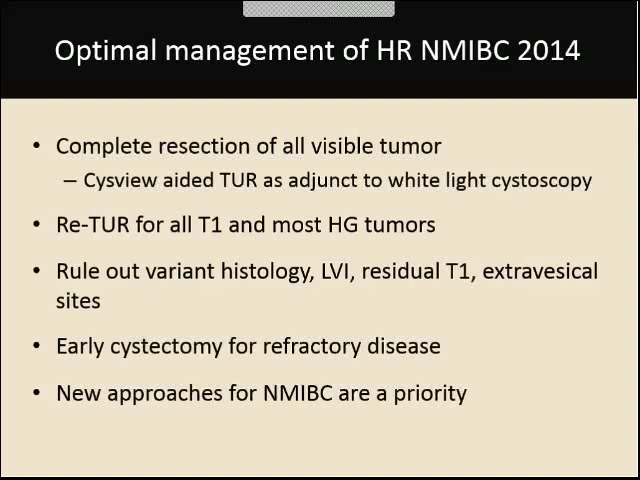 Optimal management of HR NMIBC 2014
• Complete resection of all visible tumor
– Cysview aided TUR as adjunct to white light cystoscopy
• Re-TUR for all T1 and most HG tumors
• Rule out variant histology, LVI, residual T1, extravesical
sites
• Early cystectomy for refractory disease
• New approaches for NMIBC are a priority